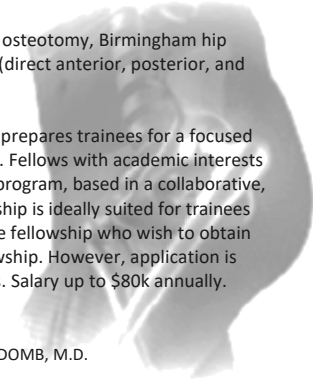 osteotomy, Birmingham hip
(direct anterior, posterior, and
prepares trainees for a focused
. Fellows with academic interests
program, based in a collaborative,
ship is ideally suited for trainees
e fellowship who wish to obtain
wship. However, application is
s. Salary up to $80k annually.
DOMB, M.D.